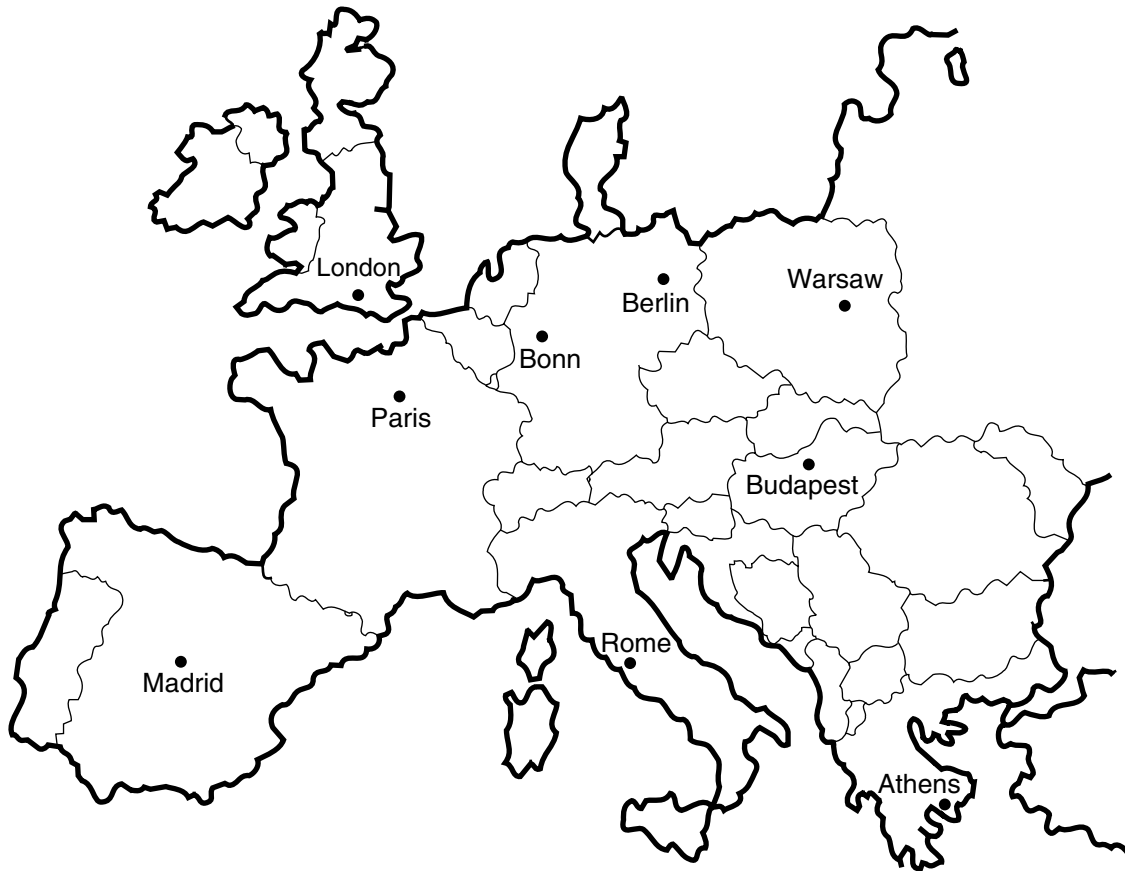 London
Berlin
Warsaw
Bonn
Paris
Budapest
Rome
Madrid
Athens